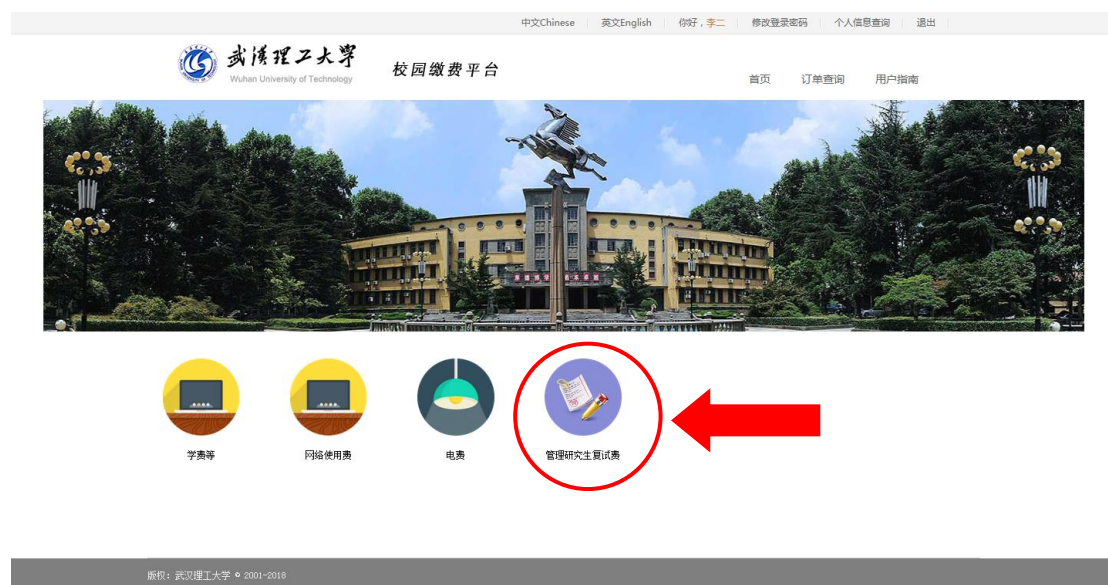 中文Chinese 英文English 你好，李二 修改登录密码 个人信息查询 退出
武汉理工大学
Wuhan University of Technology
校园缴费平台
首页 订单查询 用户指南
学费等 网络使用费 电费 管理研究生复试费
版权：武汉理工大学 © 2001-2018